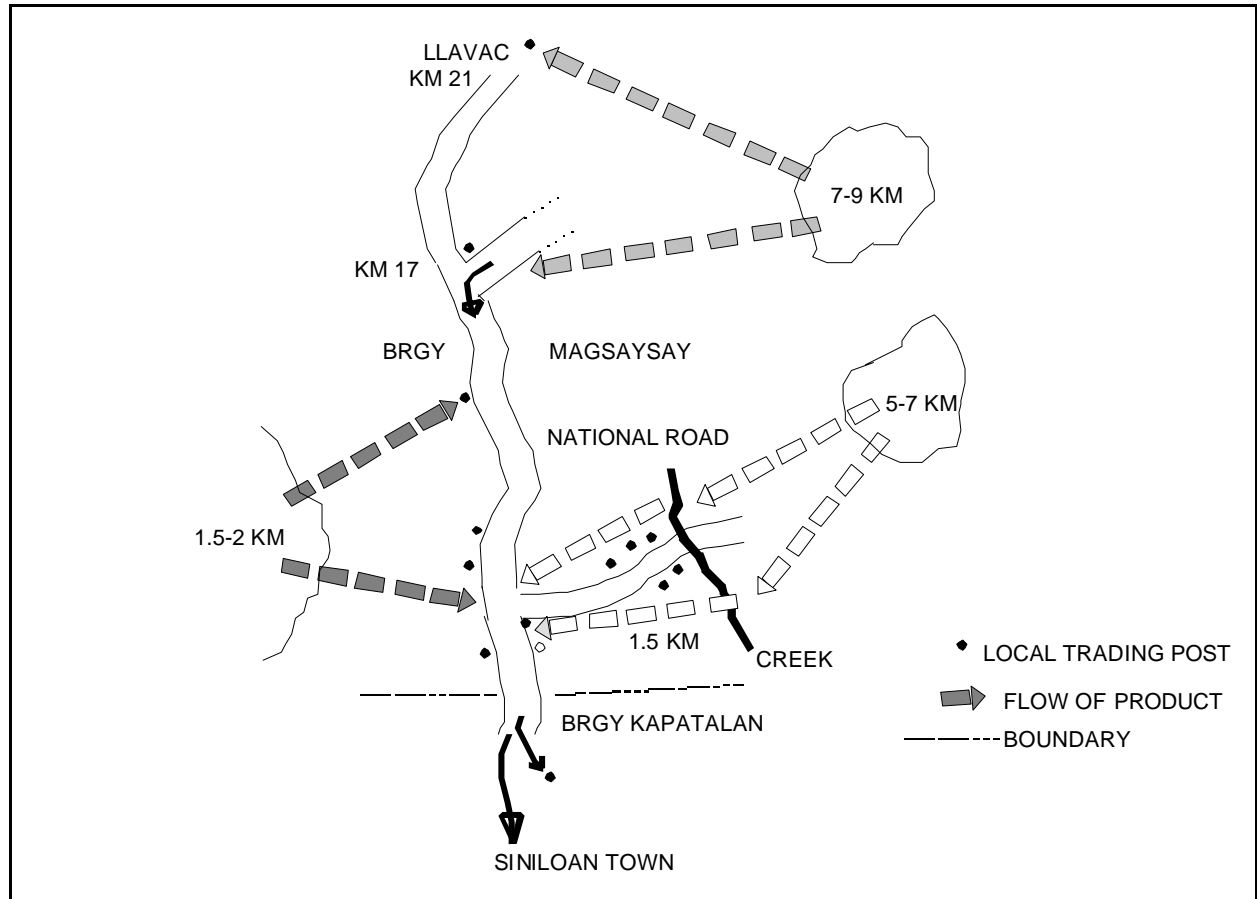 LLAVAC
KM 21
7-9 KM
KM 17
BRGY MAGSAYSAY
5-7 KM
NATIONAL ROAD
1.5-2 KM
1.5 KM
CREEK
LOCAL TRADING POST
FLOW OF PRODUCT
BRGY KAPATALAN
BOUNDARY
SINILOAN TOWN